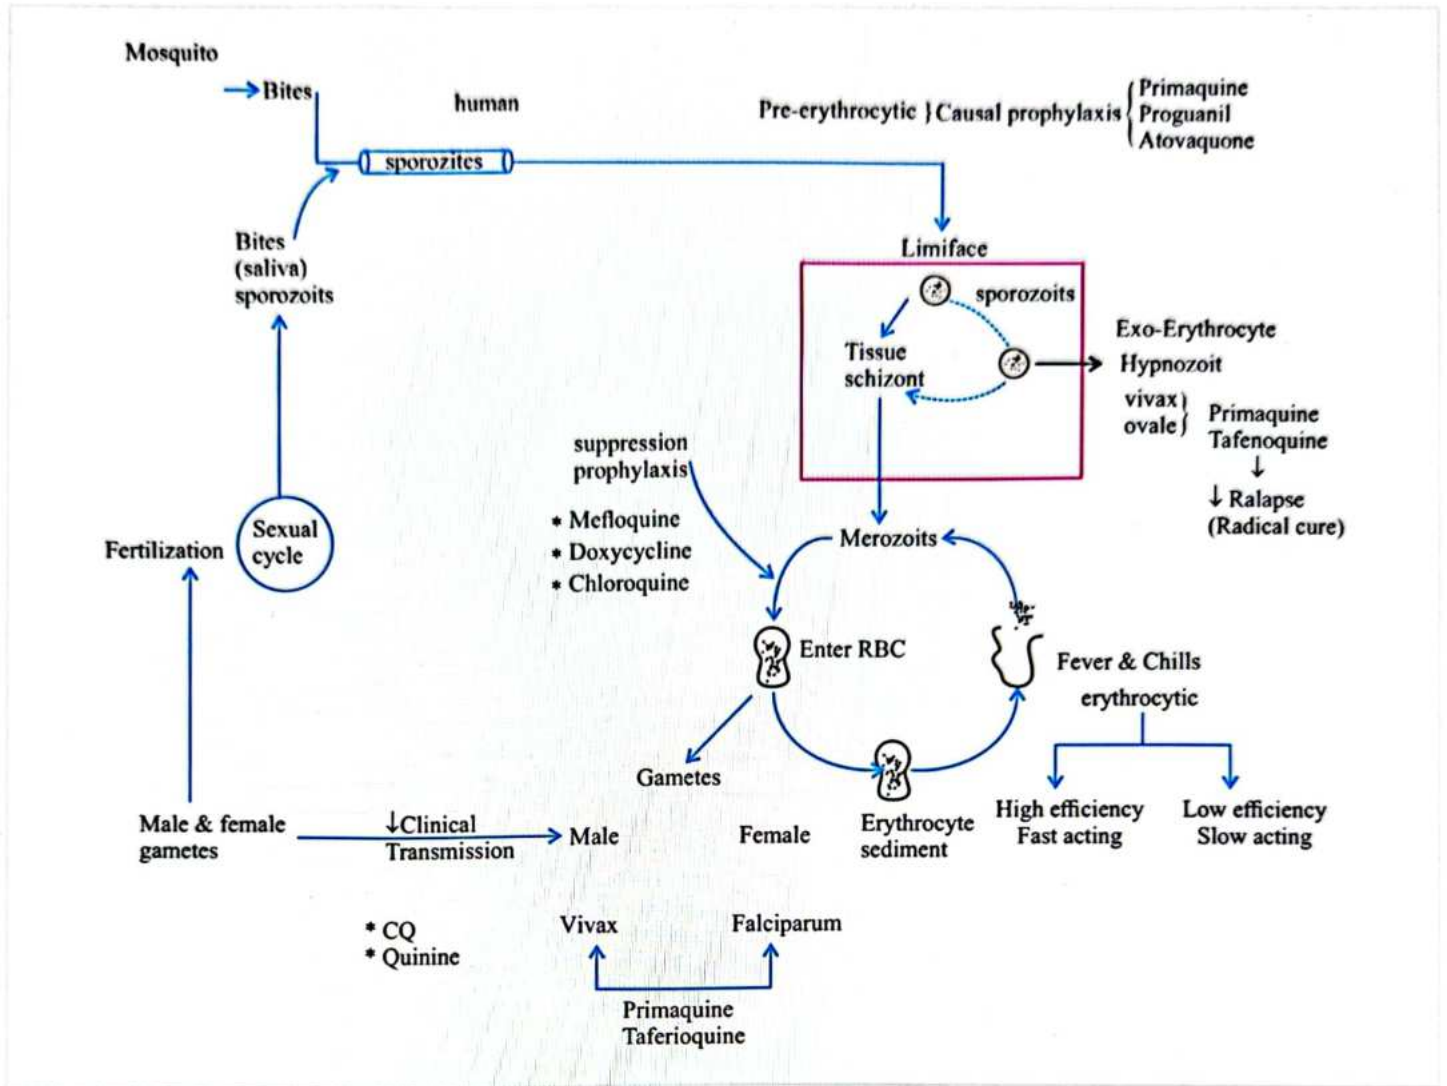 Mosquito
Bites
human
Pre-erythrocytic } Causal prophylaxis
Primaquine
Proguanil
Atovaquone
sporozites
Bites
(saliva)
sporozoits
Limiface
sporozoits
Tissue
schizont
Exo-Erythrocyte
Hypnozoit
vivax
ovale
Primaquine
Tafenoquine
↓
↓ Ralapse
(Radical cure)
suppression
prophylaxis
* Mefloquine
* Doxycycline
* Chloroquine
Merozoits
Fertilization
Sexual
cycle
Enter RBC
Fever & Chills
erythrocytic
Gametes
High efficiency
Fast acting
Low efficiency
Slow acting
Male & female
gametes
↓Clinical
Transmission
Male
Female
Erythrocyte
sediment
* CQ
* Quinine
Vivax
Falciparum
Primaquine
Taferioquine